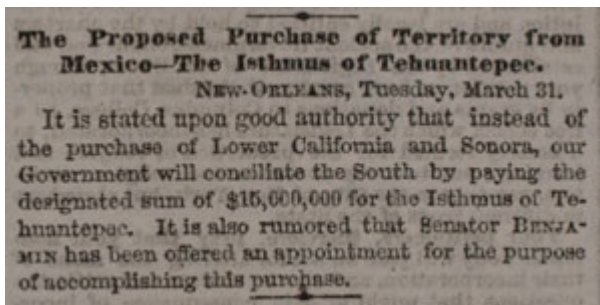 The Proposed Purchase of Territory from
Mexico—The Isthmus of Tehuantepec.
NEW-ORLEANS, Tuesday, March 31.
It is stated upon good authority that instead of
the purchase of Lower California and Sonora, our
Government will conciliate the South by paying the
designated sum of $15,000,000 for the Isthmus of Te-
huantepec. It is also rumored that Senator BENJA-
MIN has been offered an appointment for the purpose
of accomplishing this purchase.